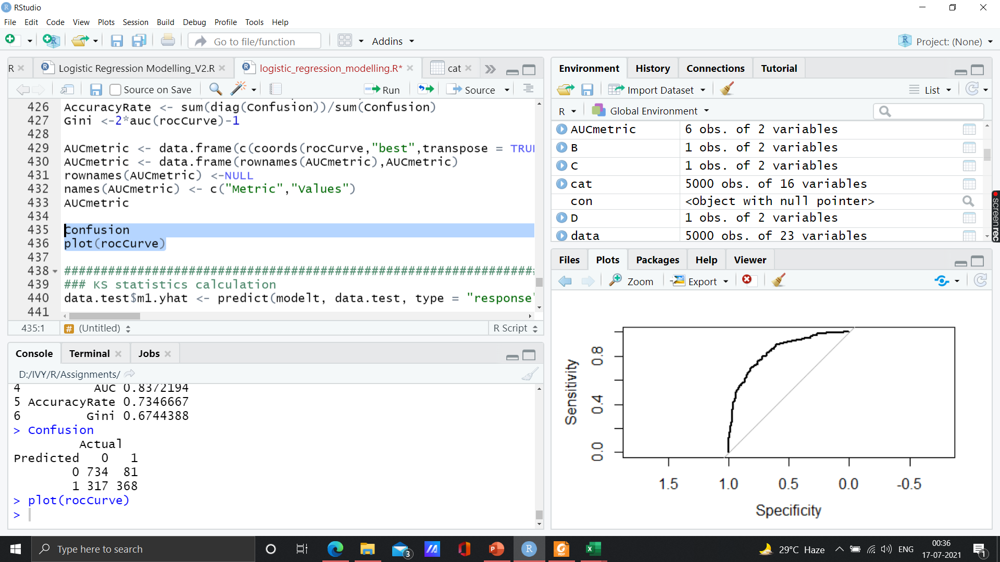 RStudio
File Edit Code View Plots Session Build Debug Profile Tools Help
Go to file/function Addins Project: (None)
R Logistic Regression Modelling_V2.R logistic_regression_modelling.R* cat
Source on Save Run Source
426 AccuracyRate <- sum(diag(Confusion))/sum(Confusion)
427 Gini <-2*auc(rocCurve)-1
428
429 AUCmetric <- data.frame(c(coords(rocCurve,"best",transpose = TRU
430 AUCmetric <- data.frame(rownames(AUCmetric),AUCmetric)
431 rownames(AUCmetric) <-NULL
432 names(AUCmetric) <- c("Metric","Values")
433 AUCmetric
434
435 Confusion
436 plot(rocCurve)
437
438 ################################################################
439 ### KS statistics calculation
440 data.test$m1.yhat <- predict(modelt, data.test, type = "response"
441
435:1 # (Untitled) R Script
Console Terminal Jobs
D:/IVY/R/Assignments/
4 AUC 0.8372194
5 AccuracyRate 0.7346667
6 Gini 0.6744388
> Confusion
Actual
Predicted 0 1
0 734 81
1 317 368
> plot(rocCurve)
>
Environment History Connections Tutorial
Import Dataset List
R Global Environment
AUCmetric 6 obs. of 2 variables
B 1 obs. of 2 variables
C 1 obs. of 2 variables
cat 5000 obs. of 16 variables
con <Object with null pointer>
D 1 obs. of 2 variables
data 5000 obs. of 23 variables
Files Plots Packages Help Viewer
Zoom Export
Sensitivity
0.8
0.4
0.0
1.5 1.0 0.5 0.0 -0.5
Specificity
screenrec
Type here to search
3
29°C Haze ENG
00:36
17-07-2021
1